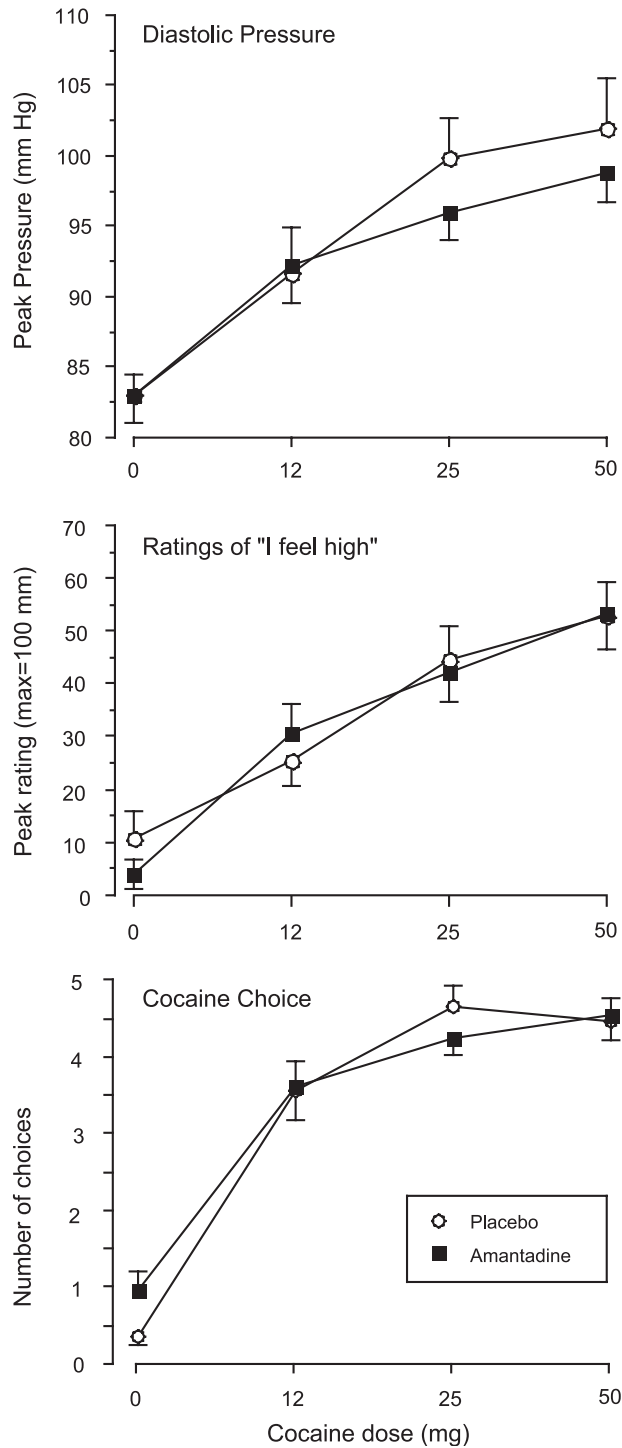 Diastolic Pressure
Peak Pressure (mm Hg)
110
105
100
95
90
85
80
0 12 25 50
Ratings of "I feel high"
Peak rating (max=100 mm)
70
60
50
40
30
20
10
0
0 12 25 50
Cocaine Choice
Number of choices
5
4
3
2
1
0
Placebo
Amantadine
0 12 25 50
Cocaine dose (mg)